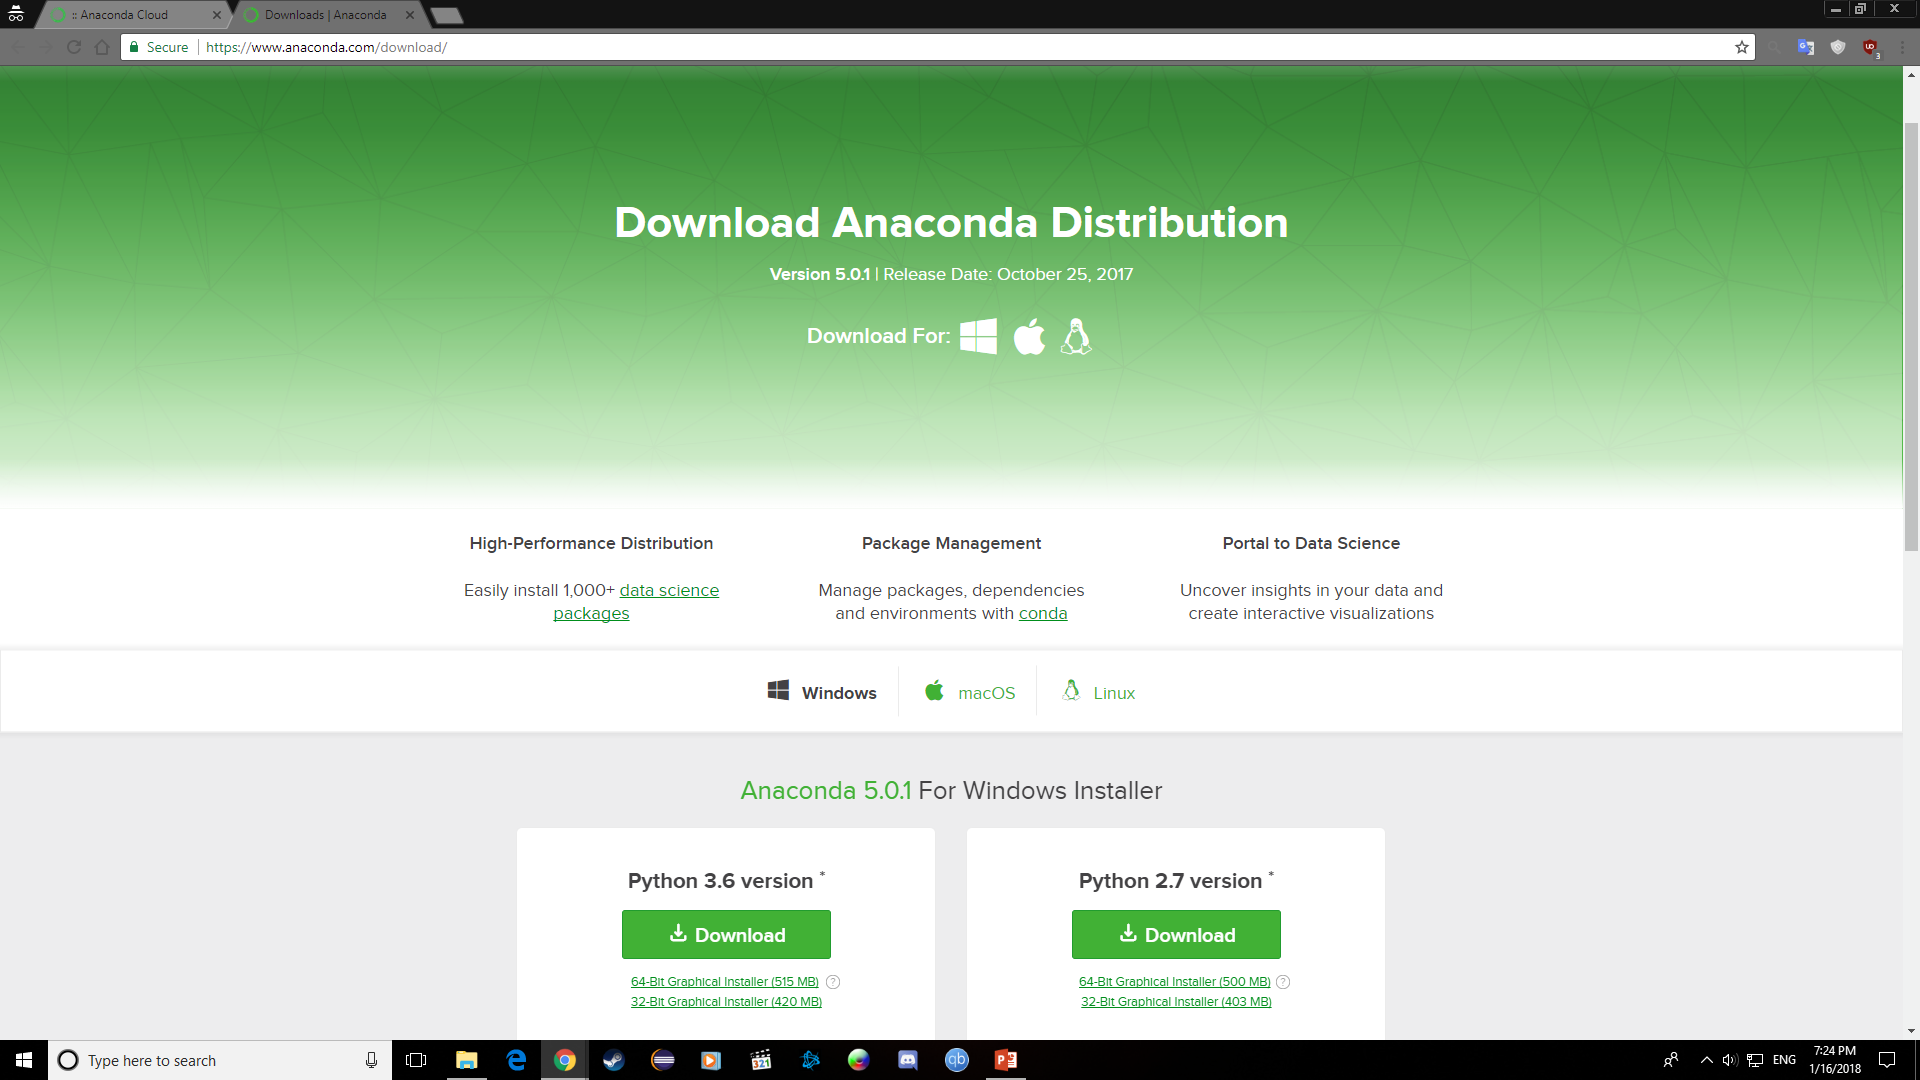 :: Anaconda Cloud
Downloads | Anaconda
Secure
https://www.anaconda.com/download/
3
Download Anaconda Distribution
Version 5.0.1 | Release Date: October 25, 2017
Download For:
High-Performance Distribution
Easily install 1,000+ data science
packages
Package Management
Manage packages, dependencies
and environments with conda
Portal to Data Science
Uncover insights in your data and
create interactive visualizations
Windows
macOS
Linux
Anaconda 5.0.1 For Windows Installer
Python 3.6 version *
Download
64-Bit Graphical Installer (515 MB) ?
32-Bit Graphical Installer (420 MB)
Python 2.7 version *
Download
64-Bit Graphical Installer (500 MB) ?
32-Bit Graphical Installer (403 MB)
Type here to search
321
qb
ENG
7:24 PM
1/16/2018